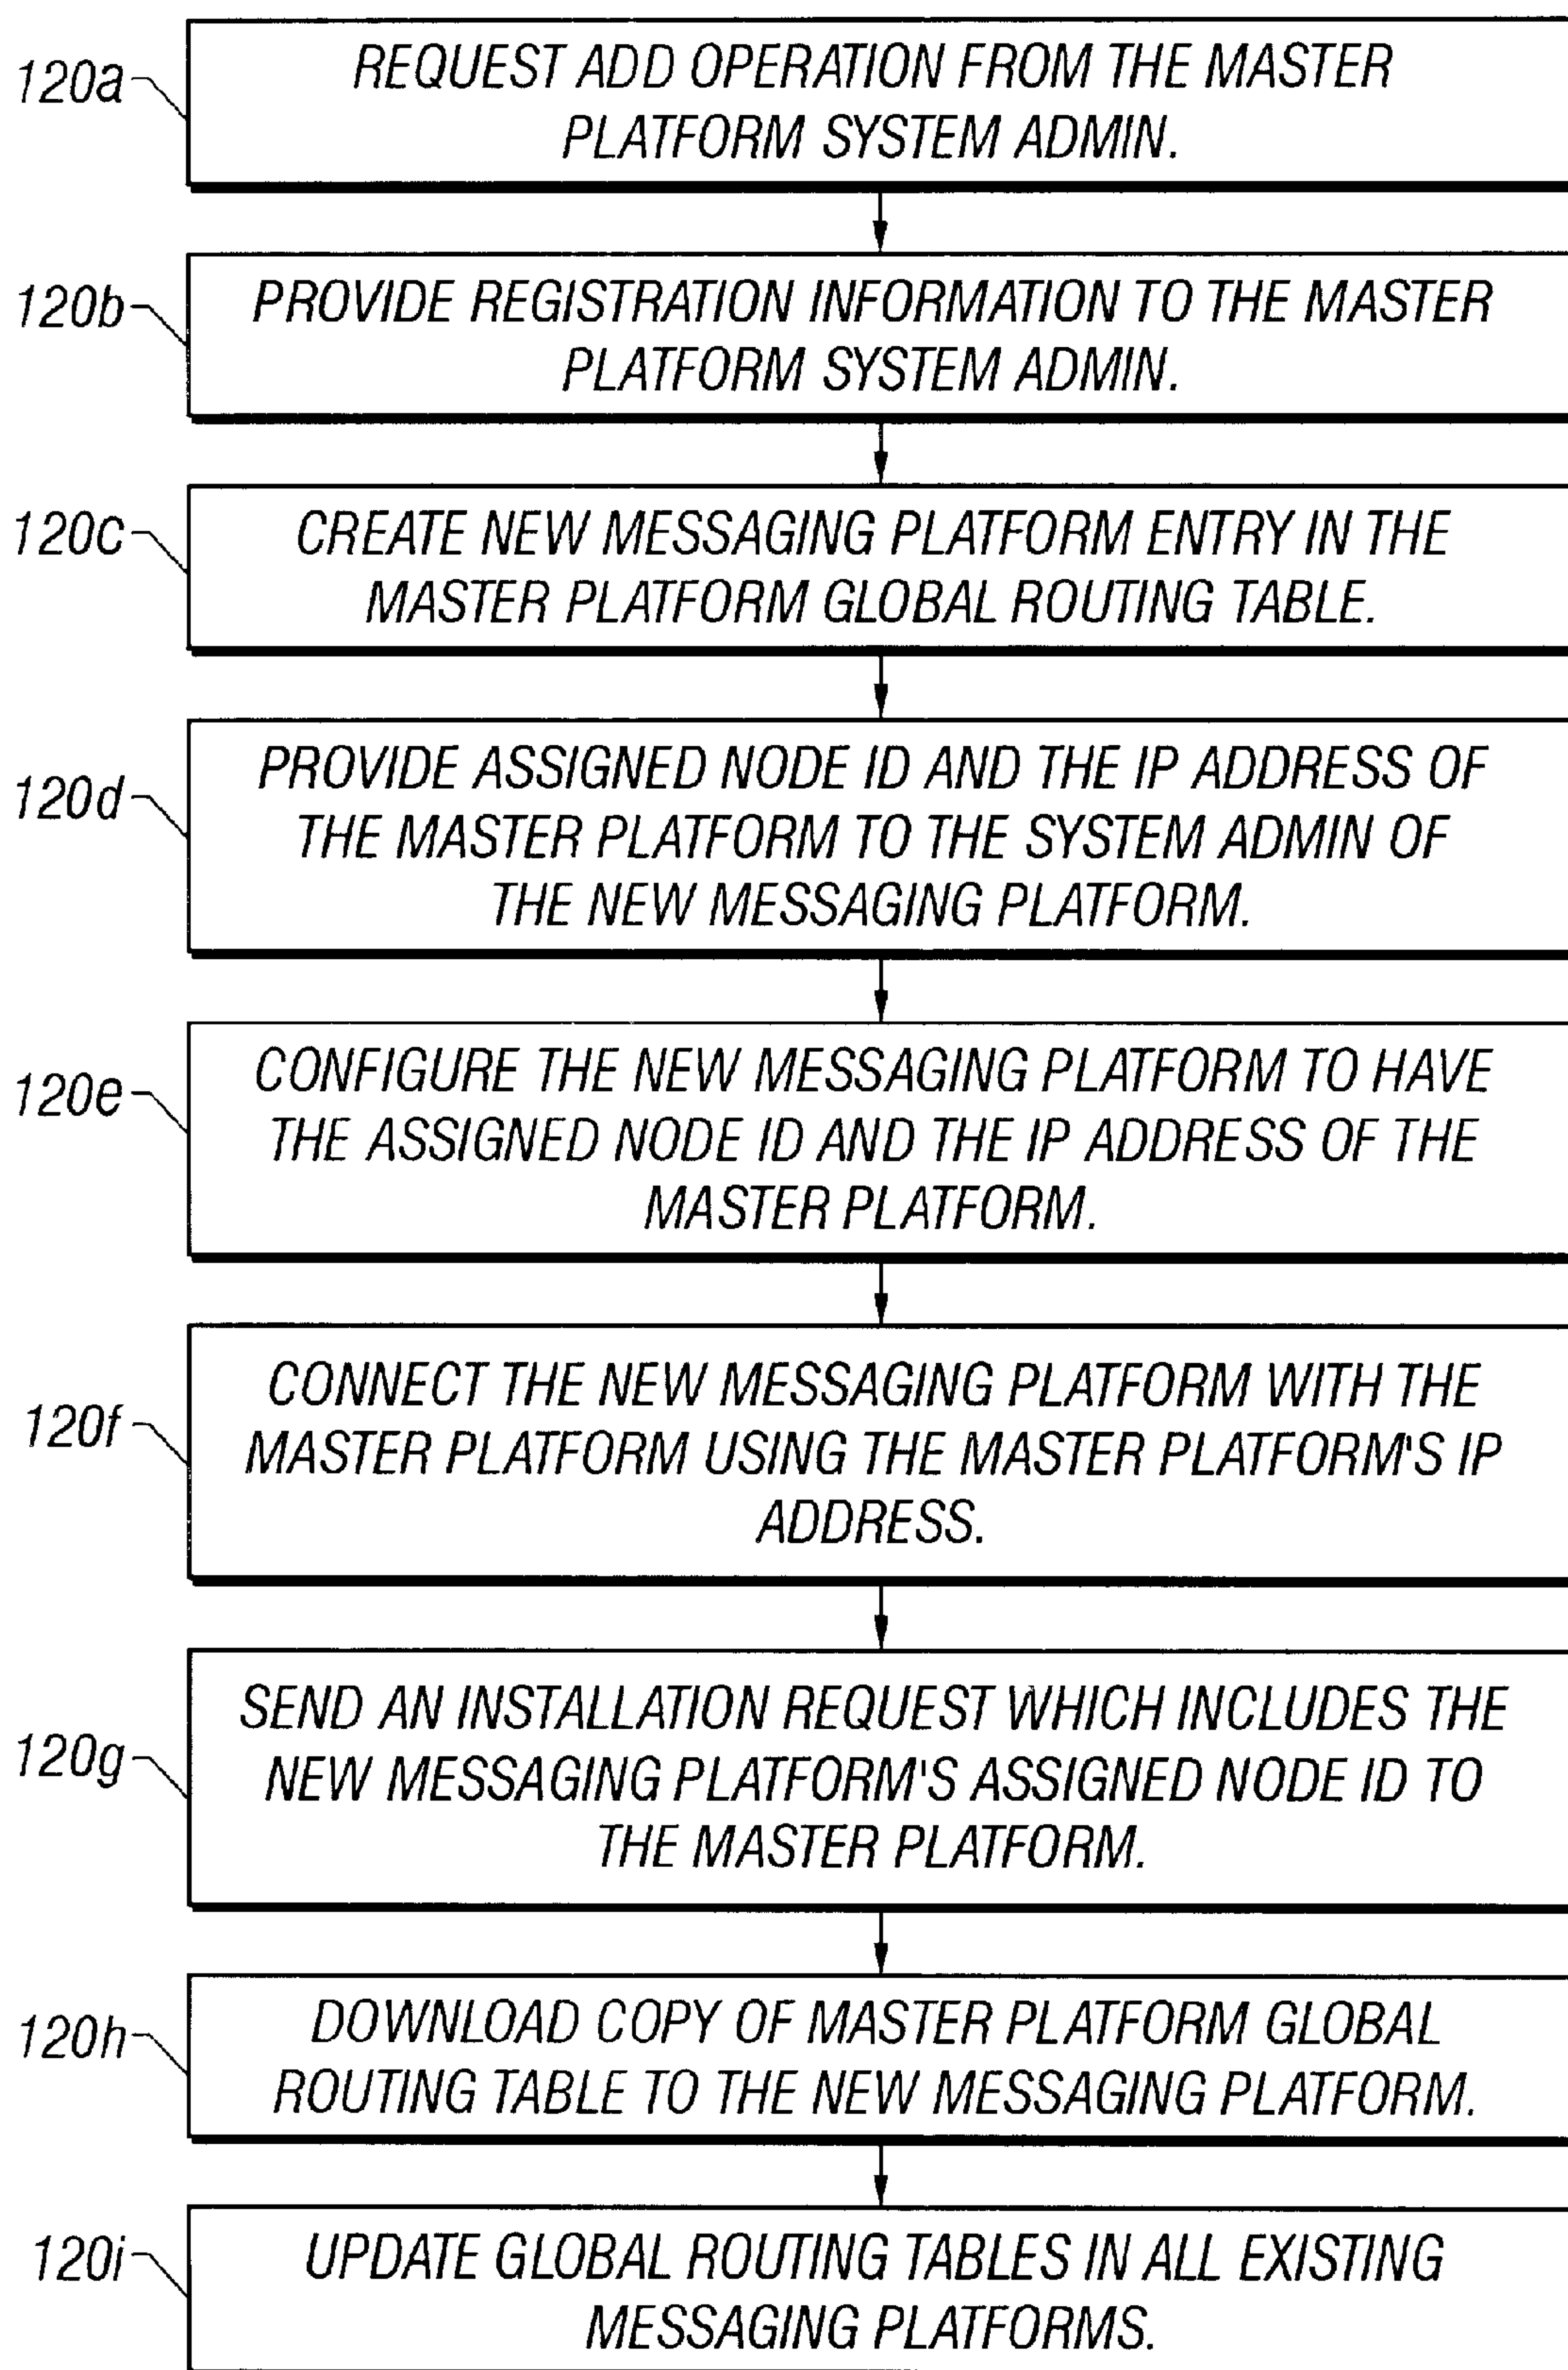 120a
REQUEST ADD OPERATION FROM THE MASTER
PLATFORM SYSTEM ADMIN.
120b
PROVIDE REGISTRATION INFORMATION TO THE MASTER
PLATFORM SYSTEM ADMIN.
120c
CREATE NEW MESSAGING PLATFORM ENTRY IN THE
MASTER PLATFORM GLOBAL ROUTING TABLE.
120d
PROVIDE ASSIGNED NODE ID AND THE IP ADDRESS OF
THE MASTER PLATFORM TO THE SYSTEM ADMIN OF
THE NEW MESSAGING PLATFORM.
120e
CONFIGURE THE NEW MESSAGING PLATFORM TO HAVE
THE ASSIGNED NODE ID AND THE IP ADDRESS OF THE
MASTER PLATFORM.
120f
CONNECT THE NEW MESSAGING PLATFORM WITH THE
MASTER PLATFORM USING THE MASTER PLATFORM'S IP
ADDRESS.
120g
SEND AN INSTALLATION REQUEST WHICH INCLUDES THE
NEW MESSAGING PLATFORM'S ASSIGNED NODE ID TO
THE MASTER PLATFORM.
120h
DOWNLOAD COPY OF MASTER PLATFORM GLOBAL
ROUTING TABLE TO THE NEW MESSAGING PLATFORM.
120i
UPDATE GLOBAL ROUTING TABLES IN ALL EXISTING
MESSAGING PLATFORMS.